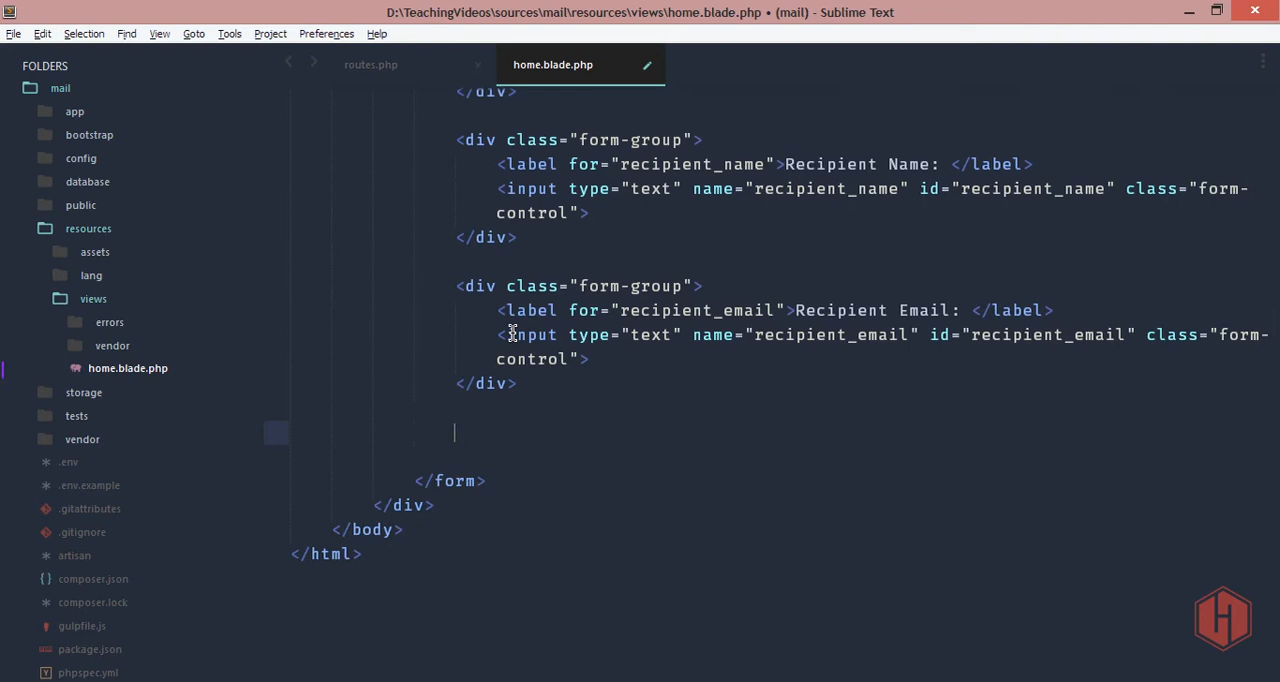 D:\TeachingVideos\sources\mail\resources\views\home.blade.php • (mail) - Sublime Text
File Edit Selection Find View Goto Tools Project Preferences Help
FOLDERS
mail
app
bootstrap
config
database
public
resources
assets
lang
views
errors
vendor
home.blade.php
storage
tests
vendor
.env
.env.example
.gitattributes
.gitignore
artisan
composer.json
composer.lock
gulpfile.js
package.json
phpspec.yml
routes.php
home.blade.php
</div>
<div class="form-group">
<label for="recipient_name">Recipient Name: </label>
<input type="text" name="recipient_name" id="recipient_name" class="form-
control">
</div>
<div class="form-group">
<label for="recipient_email">Recipient Email: </label>
<input type="text" name="recipient_email" id="recipient_email" class="form-
control">
</div>
</form>
</div>
</body>
</html>
H